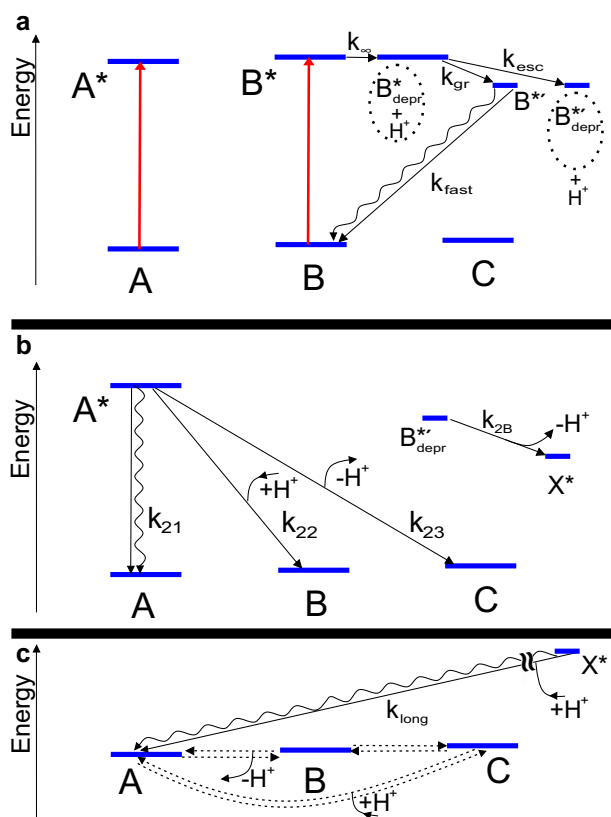 a
Energy
A*
B*
k∞
kgr
kesc
B*depr
+
H+
B*′
B*′depr
+
H+
kfast
A
B
C
b
Energy
A*
k21
k22
k23
+H+
-H+
B*′depr
k2B
-H+
X*
A
B
C
c
Energy
X*
klong
+H+
A
B
C
-H+
+H+